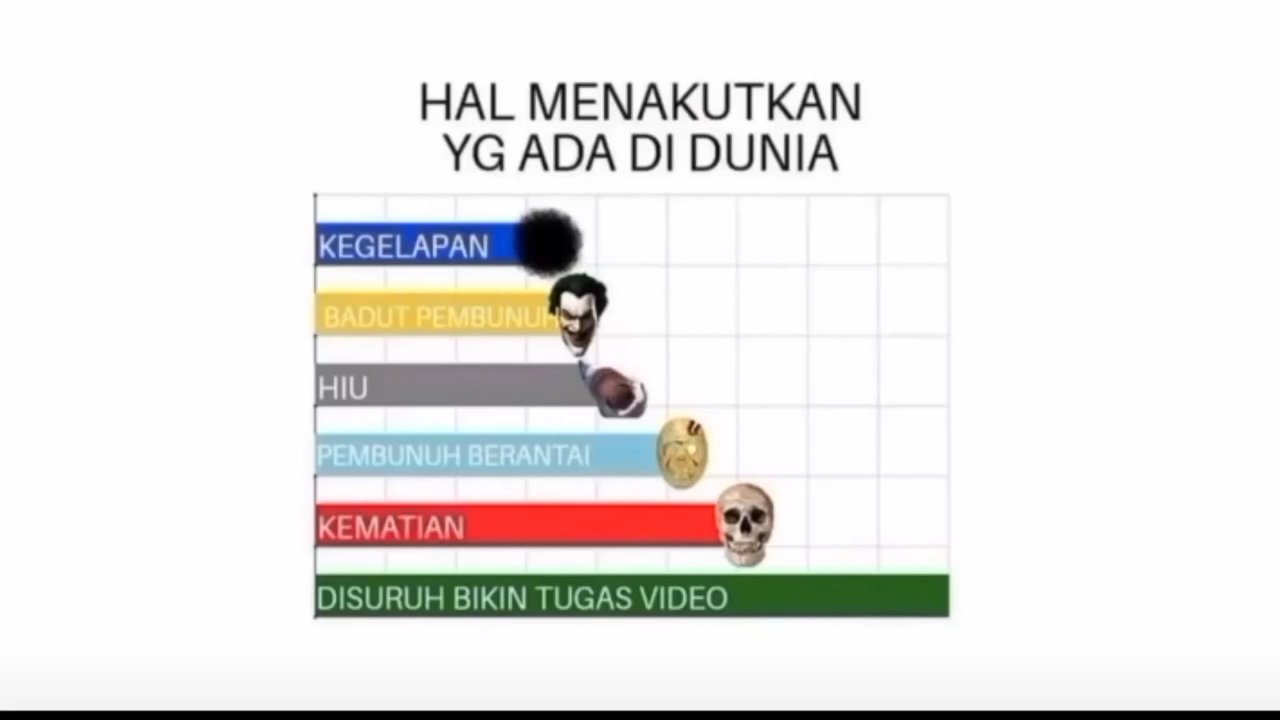 HAL MENAKUTKAN
YG ADA DI DUNIA
KEGELAPAN
BADUT PEMBUNUH
HIU
PEMBUNUH BERANTAI
KEMATIAN
DISURUH BIKIN TUGAS VIDEO